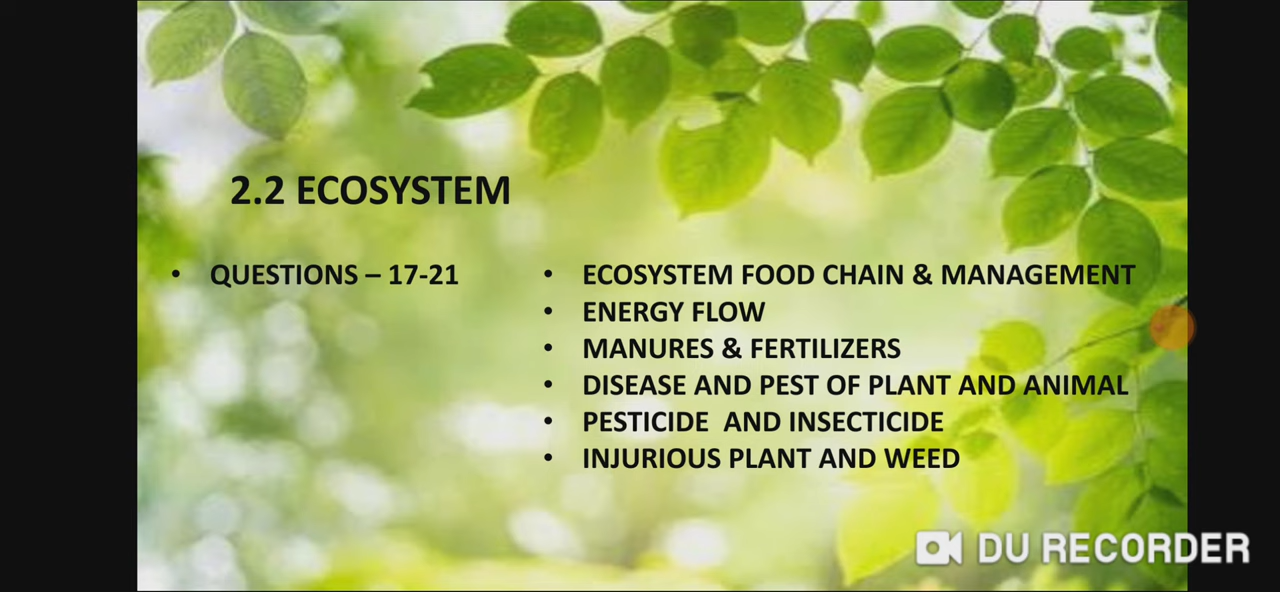 2.2 ECOSYSTEM
• QUESTIONS – 17-21
• ECOSYSTEM FOOD CHAIN & MANAGEMENT
• ENERGY FLOW
• MANURES & FERTILIZERS
• DISEASE AND PEST OF PLANT AND ANIMAL
• PESTICIDE AND INSECTICIDE
• INJURIOUS PLANT AND WEED
DU RECORDER